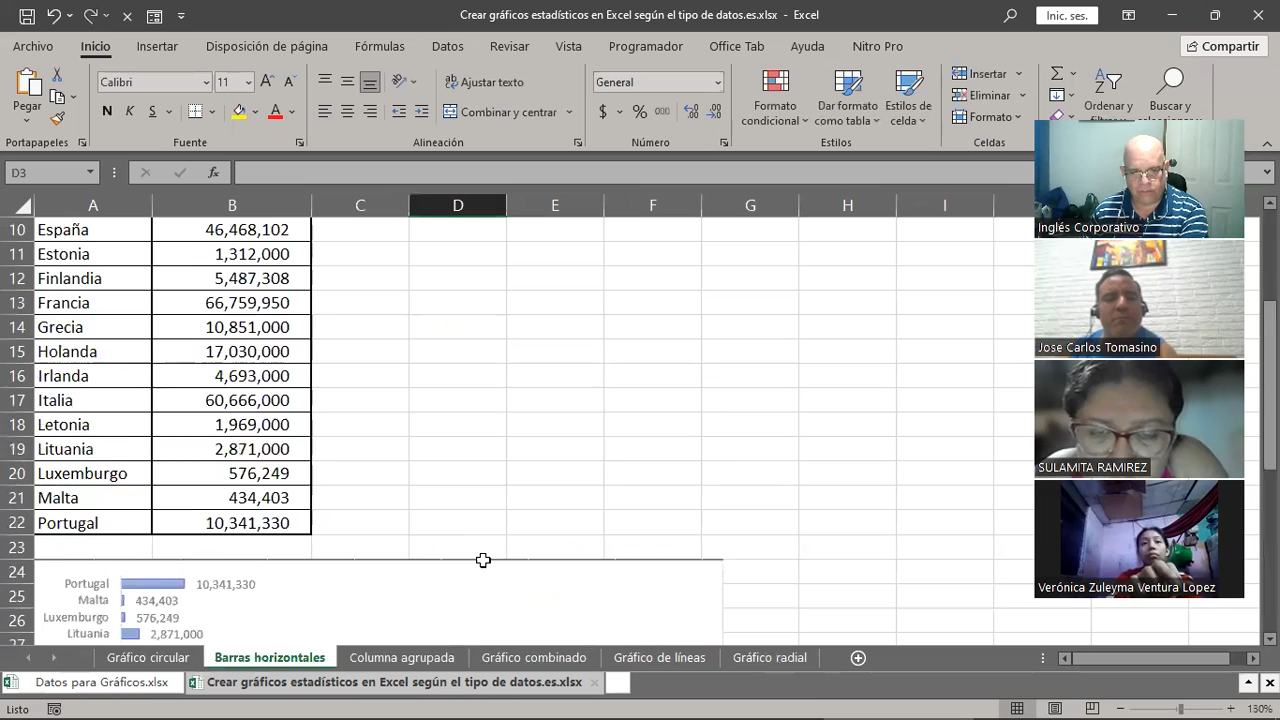 Crear gráficos estadísticos en Excel según el tipo de datos.es.xlsx - Excel
Inic. ses.
Archivo Inicio Insertar Disposición de página Fórmulas Datos Revisar Vista Programador Office Tab Ayuda Nitro Pro Compartir
Pegar
Calibri 11
N K S
Ajustar texto
Combinar y centrar
General
$ % 000
Formato condicional
Dar formato como tabla
Estilos de celda
Insertar
Eliminar
Formato
Ordenar y filtrar
Buscar y
Portapapeles Fuente Alineación Número Estilos Celdas
D3 fx
A B C D E F G H I
10 España 46,468,102
11 Estonia 1,312,000
12 Finlandia 5,487,308
13 Francia 66,759,950
14 Grecia 10,851,000
15 Holanda 17,030,000
16 Irlanda 4,693,000
17 Italia 60,666,000
18 Letonia 1,969,000
19 Lituania 2,871,000
20 Luxemburgo 576,249
21 Malta 434,403
22 Portugal 10,341,330
23
24
25
26
27
Portugal 10,341,330
Malta 434,403
Luxemburgo 576,249
Lituania 2,871,000
Inglés Corporativo
Jose Carlos Tomasino
SULAMITA RAMIREZ
Verónica Zuleyma Ventura Lopez
Gráfico circular Barras horizontales Columna agrupada Gráfico combinado Gráfico de líneas Gráfico radial
Datos para Gráficos.xlsx Crear gráficos estadísticos en Excel según el tipo de datos.es.xlsx
Listo 130%